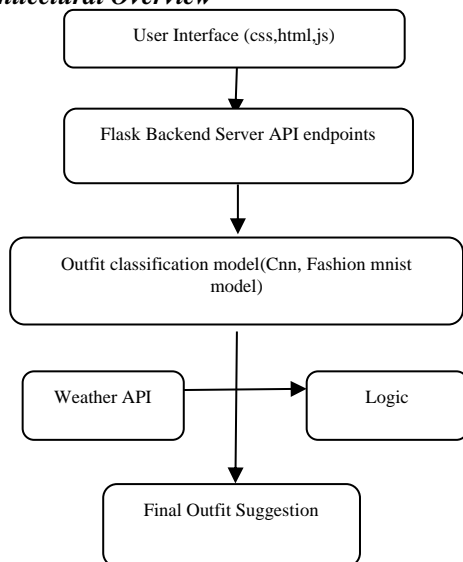 User Interface (css,html,js)
Flask Backend Server API endpoints
Outfit classification model(Cnn, Fashion mnist
model)
Weather API
Logic
Final Outfit Suggestion